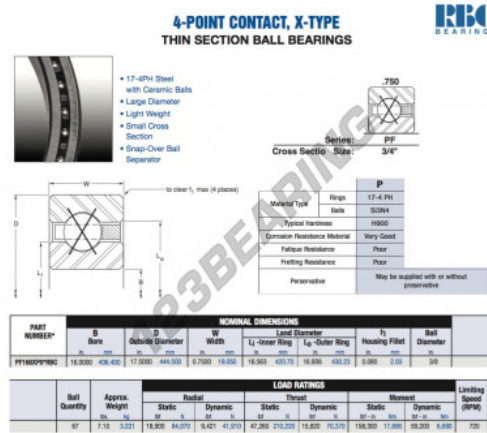 4-POINT CONTACT, X-TYPE
THIN SECTION BALL BEARINGS
RBC
BEARING
• 17-4PH Steel
with Ceramic Balls
• Large Diameter
• Light Weight
• Small Cross
Section
• Snap-Over Ball
Separator
.750
Series: PF
Cross Sectio Size: 3/4"
W
to clear f₁ max (4 places)
D
L₁
B
P
Material Type Rings 17-4 PH
Balls Si3N4
Typical Hardness H900
Corrosion Resistance Material Very Good
Fatigue Resistance Poor
Fretting Resistance Poor
Perservative May be supplied with or without
preservative
123BEARING
NOMINAL DIMENSIONS
PART
NUMBER* B
Bore D
Outside Diameter W
Width Land Diameter
L₁ -Inner Ring L₀ -Outer Ring f₁
Housing Fillet Ball
Diameter
in. mm in. mm in. mm in. mm in. mm in. mm in.
PF160XP0*RBC 16.0000 406.400 17.5000 444.500 0.7500 19.050 16.563 420.70 16.938 430.23 0.080 2.03 3/8
LOAD RATINGS
Ball
Quantity Approx.
Weight Radial Thrust Moment Limiting
Speed
(RPM)
Static Dynamic Static Dynamic Static Dynamic
lbs. kg lbf N lbf N lbf N lbf N lbf - in Nm lbf - in Nm
67 7.10 3.221 18,900 84,070 9,421 41,910 47,260 210,220 15,820 70,370 158,300 17,890 59,200 6,690 720